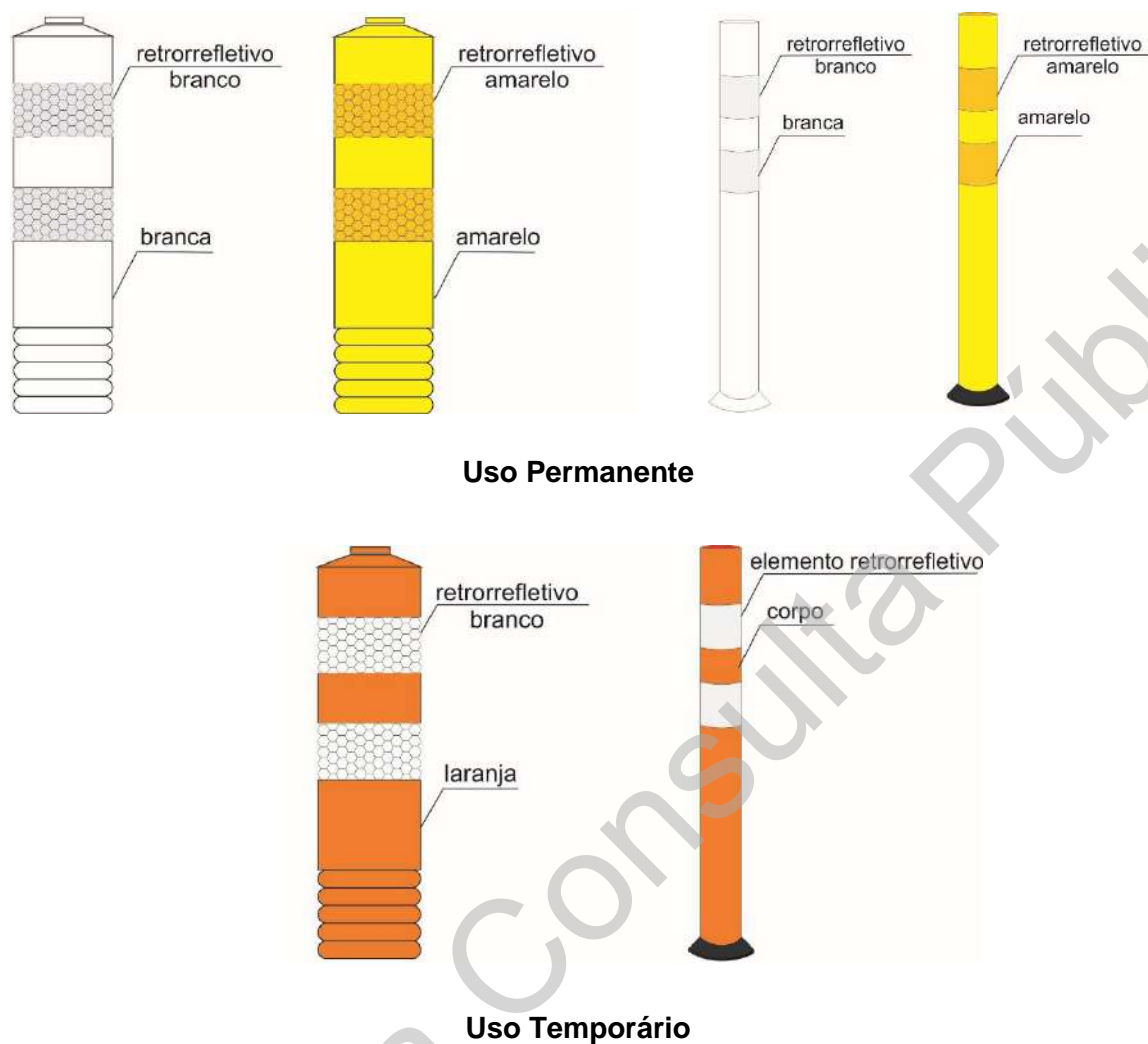 retrorrefletivo
branco
branca
retrorrefletivo
amarelo
amarelo
retrorrefletivo
branco
branca
retrorrefletivo
amarelo
amarelo
Uso Permanente
retrorrefletivo
branco
laranja
elemento retrorrefletivo
corpo
Uso Temporário
Consulta Públi